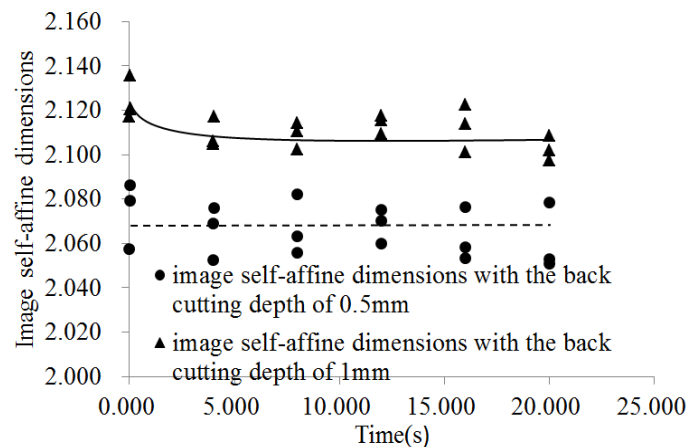 2.160
2.140
2.120
2.100
2.080
2.060
2.040
2.020
2.000
Image self-affine dimensions
image self-affine dimensions with the back
cutting depth of 0.5mm
image self-affine dimensions with the back
cutting depth of 1mm
0.000 5.000 10.000 15.000 20.000 25.000
Time(s)